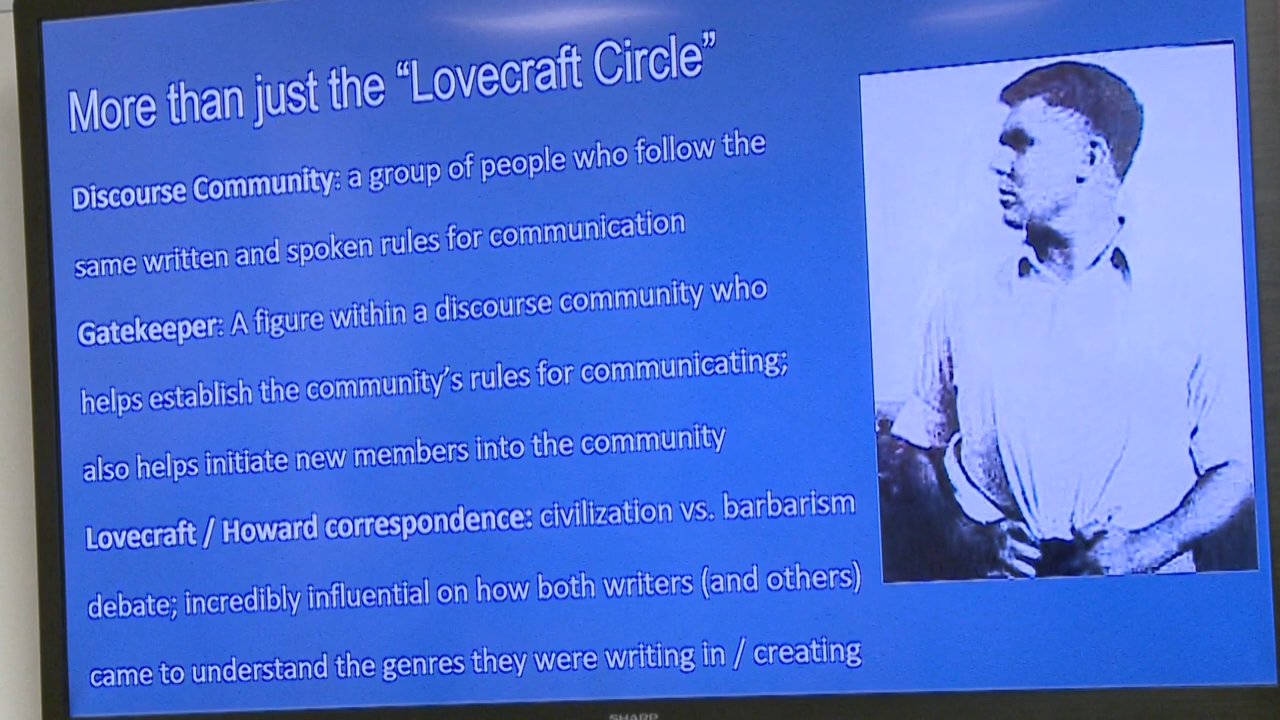 More than just the “Lovecraft Circle”
Discourse Community: a group of people who follow the
same written and spoken rules for communication
Gatekeeper: A figure within a discourse community who
helps establish the community’s rules for communicating;
also helps initiate new members into the community
Lovecraft / Howard correspondence: civilization vs. barbarism
debate; incredibly influential on how both writers (and others)
came to understand the genres they were writing in / creating
SHARP